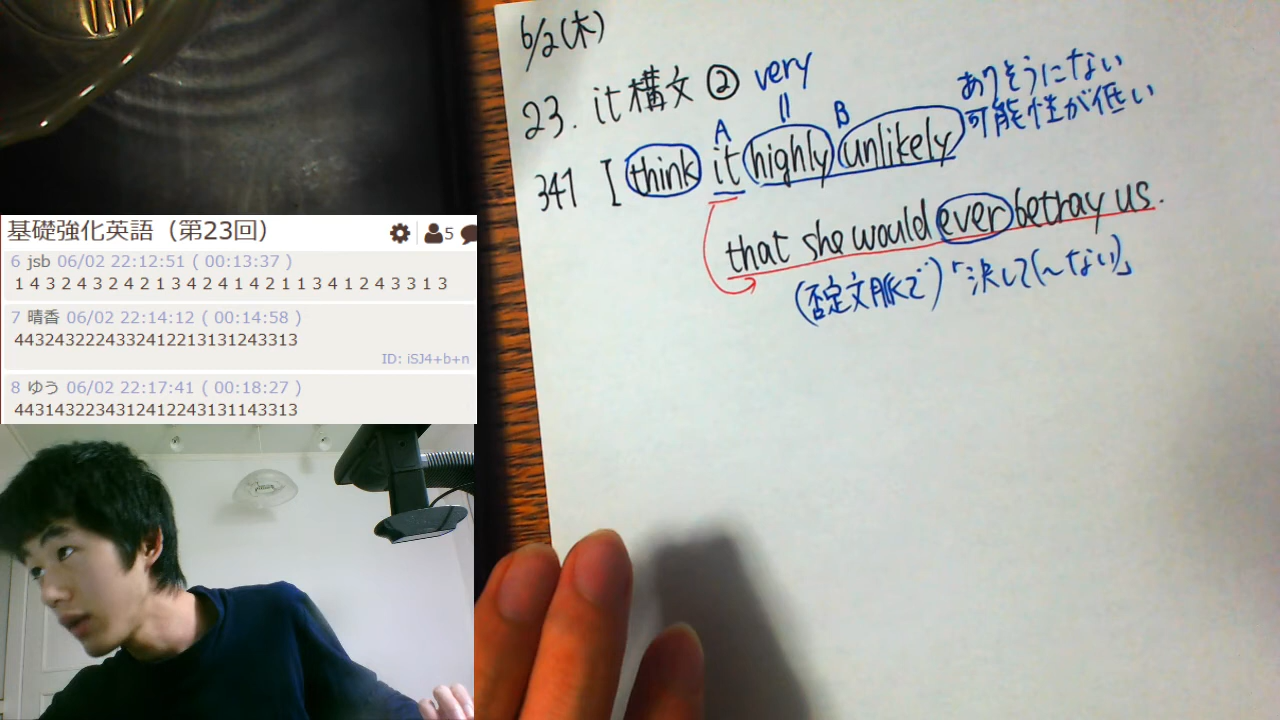 6/2(木)
23. it構文 ②
very
=
ありそうにない
可能性が低い
A
B
341 I think it highly unlikely
that she would ever betray us.
(否定文脈で)「決して(~ない)」
基礎強化英語（第23回）
5
6 jsb 06/02 22:12:51 ( 00:13:37 )
1 4 3 2 4 3 2 4 2 1 3 4 2 4 1 4 2 1 1 3 4 1 2 4 3 3 1 3
7 晴香 06/02 22:14:12 ( 00:14:58 )
4432432224332412213131243313
ID: iSJ4+b+n
8 ゆう 06/02 22:17:41 ( 00:18:27 )
4431432234312412243131143313